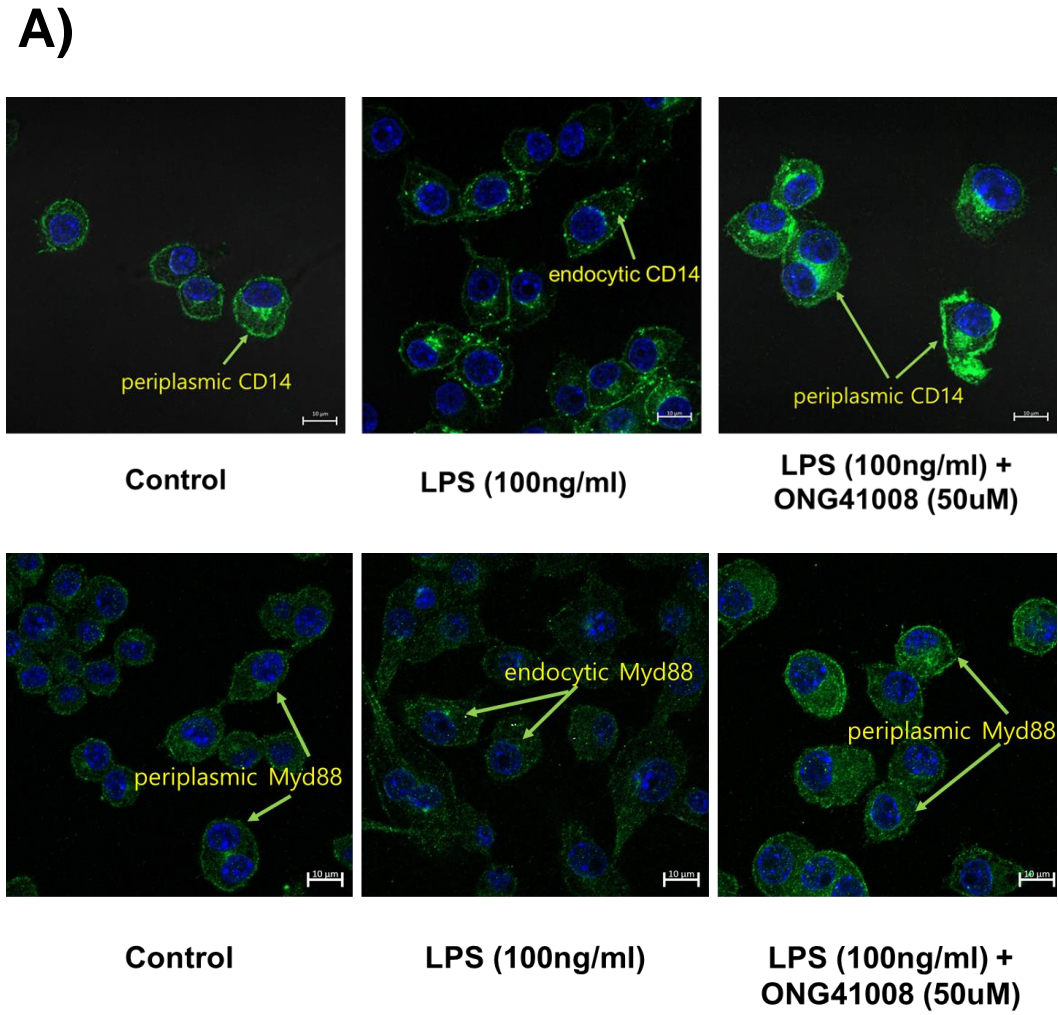 A)
endocytic CD14
periplasmic CD14
periplasmic CD14
10 µm
10 µm
10 µm
Control
LPS (100ng/ml)
LPS (100ng/ml) +
ONG41008 (50uM)
endocytic Myd88
periplasmic Myd88
periplasmic Myd88
10 µm
10 µm
10 µm
Control
LPS (100ng/ml)
LPS (100ng/ml) +
ONG41008 (50uM)